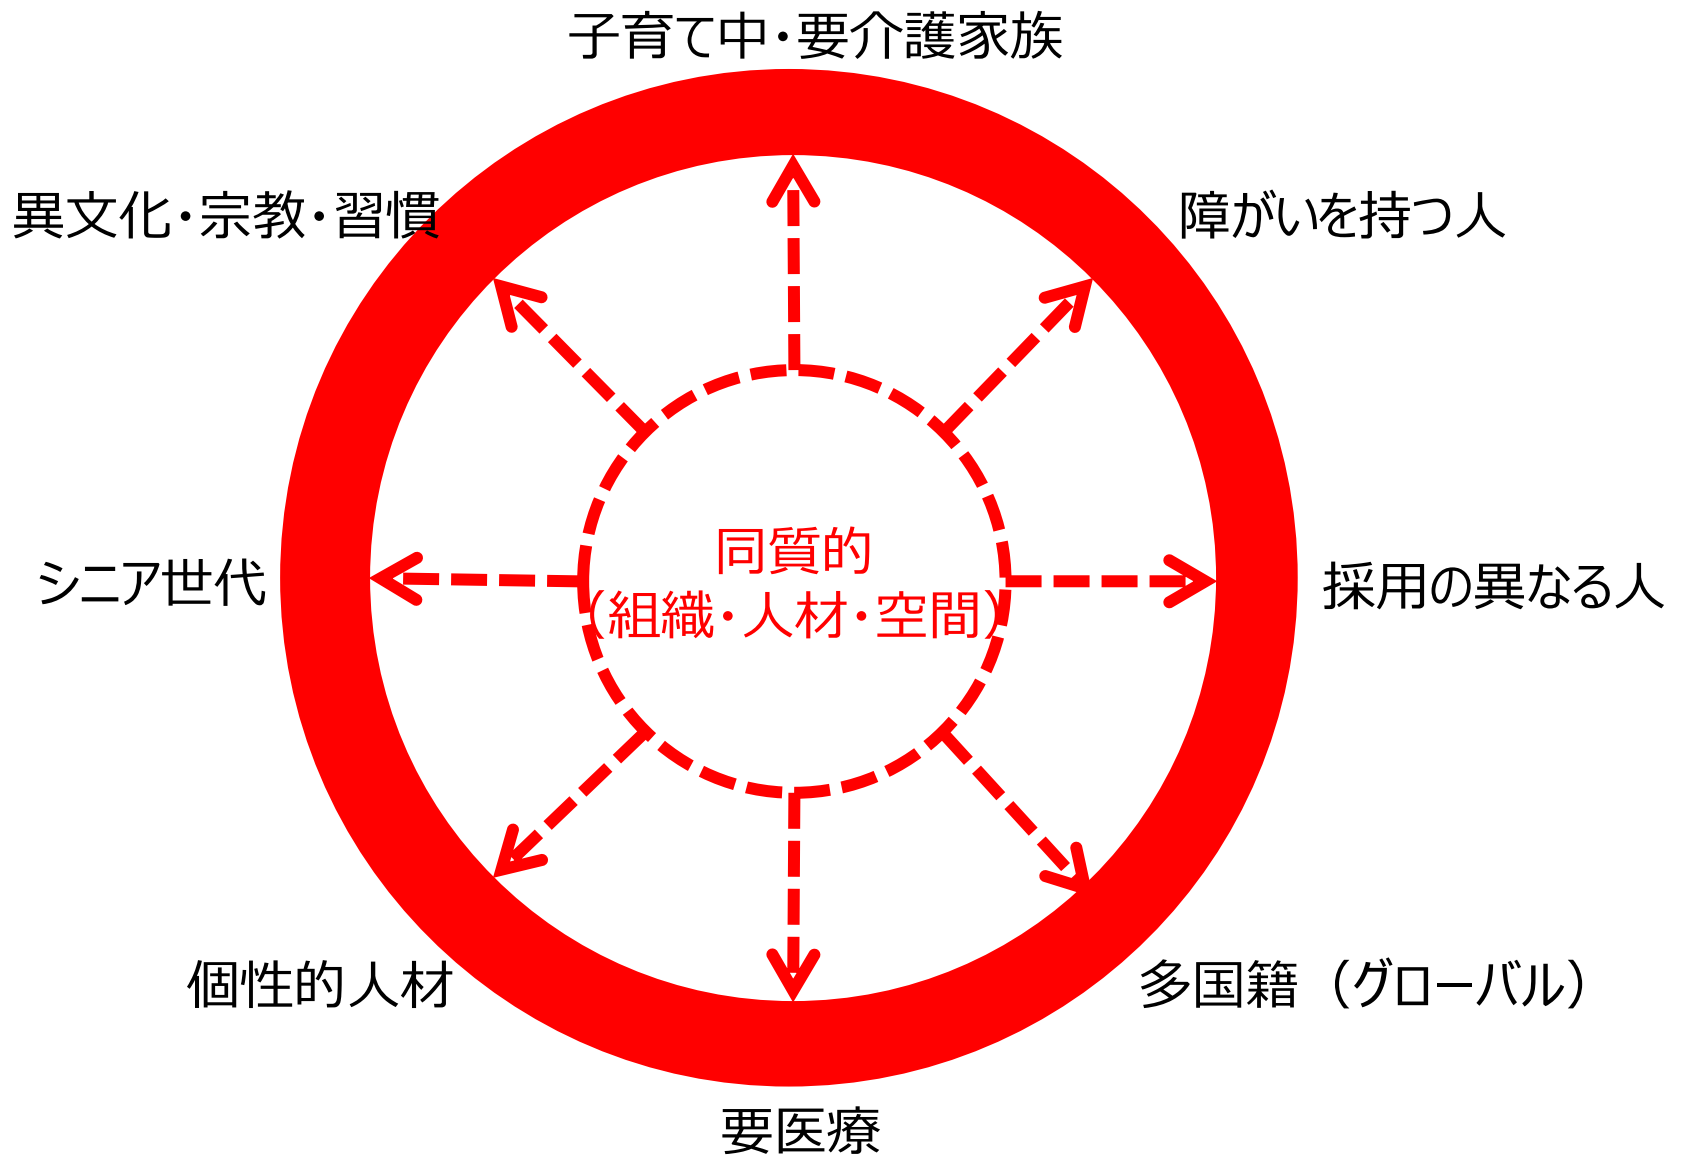 子育て中・要介護家族
異文化・宗教・習慣
障がいを持つ人
シニア世代
同質的
（組織・人材・空間）
採用の異なる人
個性的人材
多国籍（グローバル）
要医療